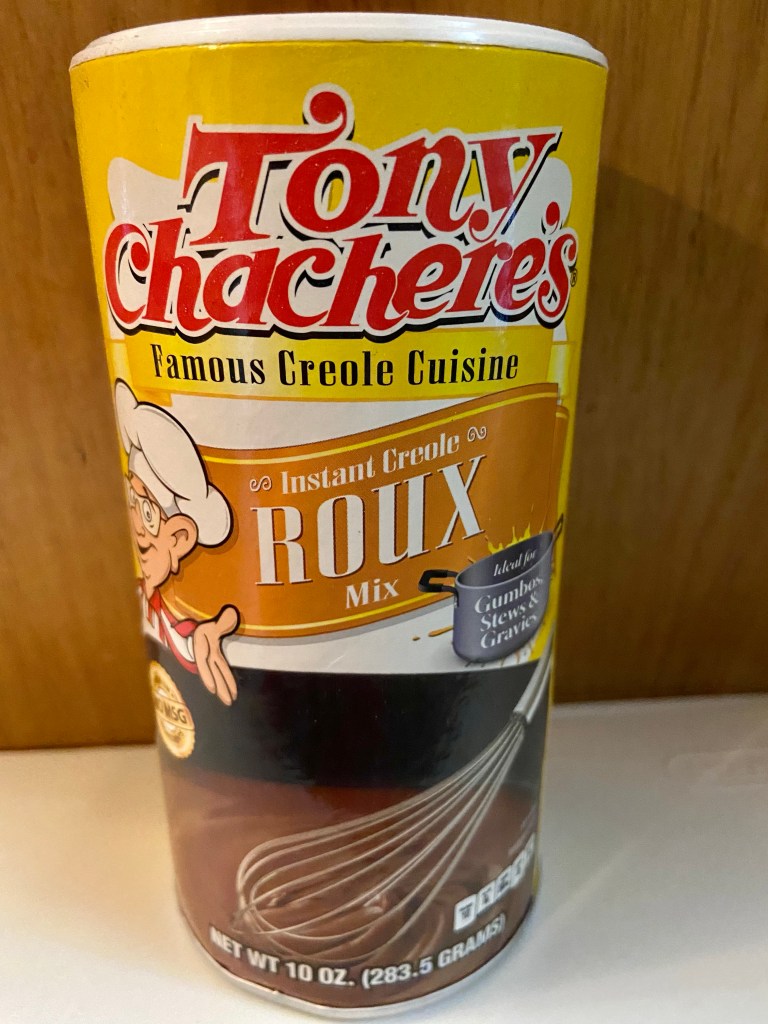 Tony
Chachere's®
Famous Creole Cuisine
Instant Creole
ROUX
Mix
Ideal for
Gumbos,
Stews &
Gravies
MSG
NET WT 10 OZ. (283.5 GRAMS)